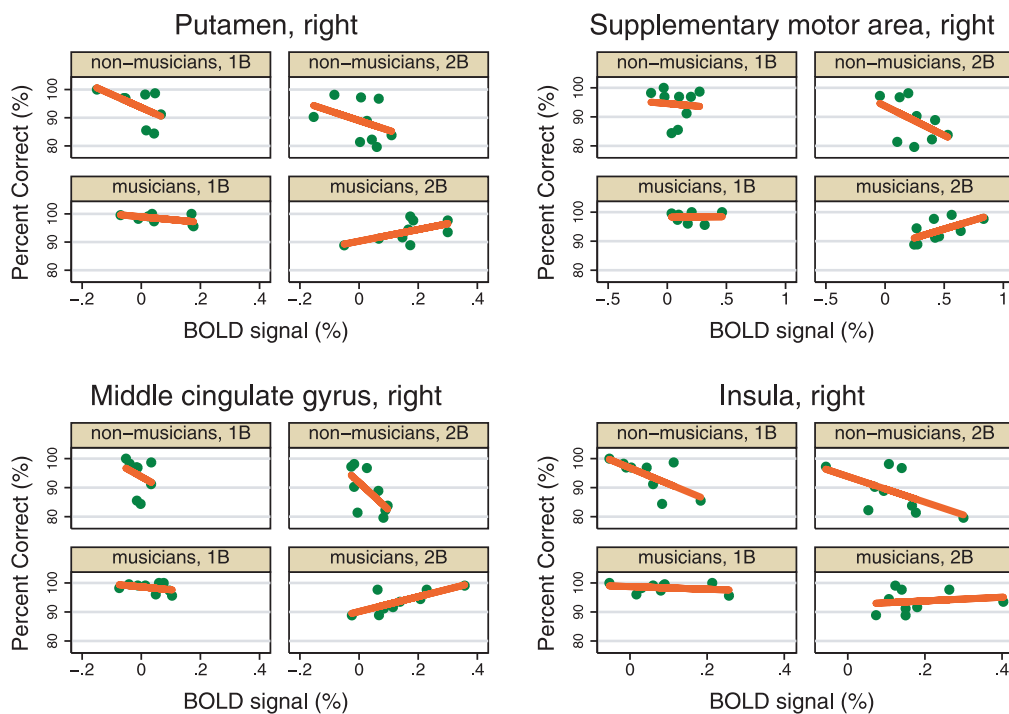 Putamen, right
non−musicians, 1B
non−musicians, 2B
Percent Correct (%)
100
90
80
musicians, 1B
musicians, 2B
100
90
80
−.2 0 .2 .4
−.2 0 .2 .4
BOLD signal (%)
Supplementary motor area, right
non−musicians, 1B
non−musicians, 2B
Percent Correct (%)
100
90
80
musicians, 1B
musicians, 2B
100
90
80
−.5 0 .5 1
−.5 0 .5 1
BOLD signal (%)
Middle cingulate gyrus, right
non−musicians, 1B
non−musicians, 2B
Percent Correct (%)
100
90
80
musicians, 1B
musicians, 2B
100
90
80
−.2 0 .2 .4
−.2 0 .2 .4
BOLD signal (%)
Insula, right
non−musicians, 1B
non−musicians, 2B
Percent Correct (%)
100
90
80
musicians, 1B
musicians, 2B
100
90
80
0 .2 .4
0 .2 .4
BOLD signal (%)